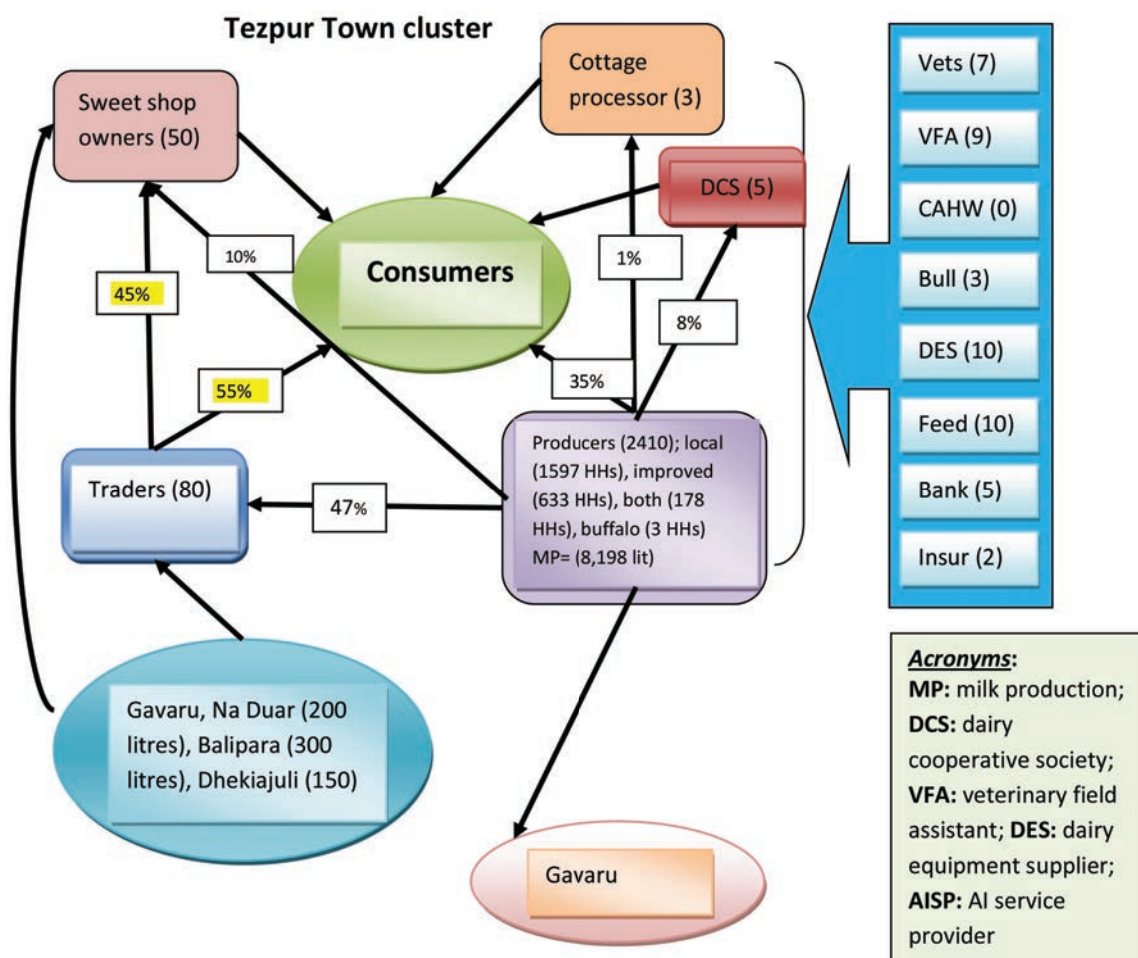 Tezpur Town cluster
Sweet shop
owners (50)
Cottage
processor (3)
DCS (5)
Consumers
10%
1%
45%
8%
55%
35%
Traders (80)
47%
Producers (2410); local
(1597 HHs), improved
(633 HHs), both (178
HHs), buffalo (3 HHs)
MP= (8,198 lit)
Gavaru, Na Duar (200
litres), Balipara (300
litres), Dhekiajuli (150)
Gavaru
Vets (7)
VFA (9)
CAHW (0)
Bull (3)
DES (10)
Feed (10)
Bank (5)
Insur (2)
Acronyms:
MP: milk production;
DCS: dairy
cooperative society;
VFA: veterinary field
assistant; DES: dairy
equipment supplier;
AISP: AI service
provider